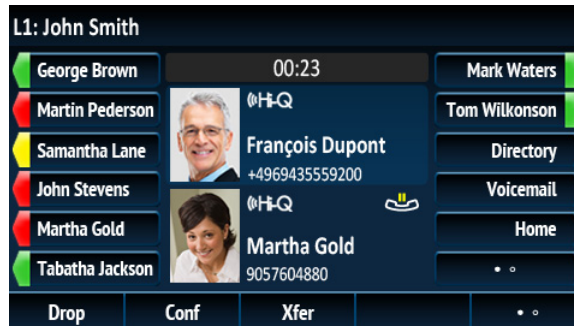 L1: John Smith
George Brown
00:23
Mark Waters
Martin Pederson
Hi-Q
Tom Wilkonson
Samantha Lane
François Dupont
Directory
+4969435559200
John Stevens
Hi-Q
Voicemail
Martha Gold
Martha Gold
Home
Tabatha Jackson
9057604880
Drop
Conf
Xfer